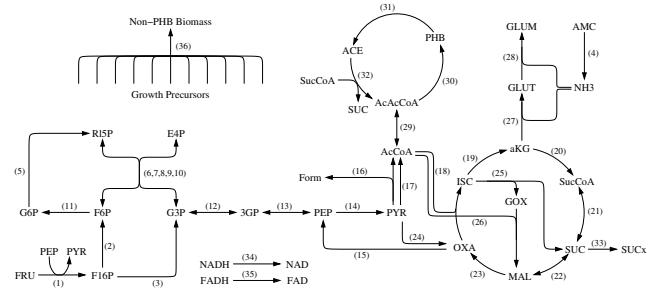 Non−PHB Biomass
(36)
Growth Precursors
(31)
ACE
PHB
(32)
SucCoA
SUC
AcAcCoA
(30)
(29)
GLUM
AMC
(28)
(4)
GLUT
NH3
(27)
Rl5P
E4P
(5)
(6,7,8,9,10)
AcCoA
aKG
(16)
Form
(17)
(18)
(19)
(20)
ISC
(25)
SucCoA
GOX
G6P
(11)
F6P
G3P
(12)
3GP
(13)
PEP
(14)
PYR
(26)
(21)
(2)
(24)
(15)
OXA
SUC
(33)
SUCx
PEP
PYR
FRU
(1)
F16P
(3)
NADH
(34)
NAD
FADH
(35)
FAD
(23)
MAL
(22)